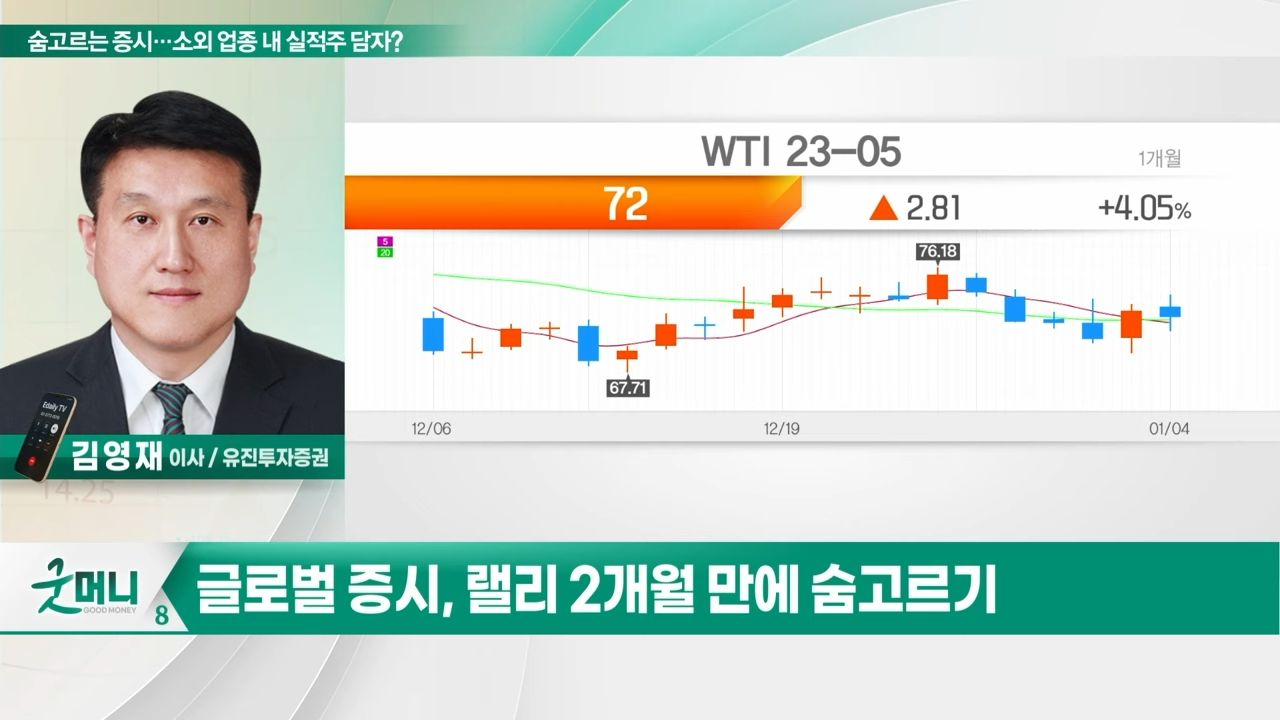 숨고르는 증시…소외 업종 내 실적주 담자?
WTI 23-05
1개월
72
▲ 2.81
+4.05%
5
20
76.18
67.71
12/06
12/19
01/04
Edaily TV
김영재 이사 / 유진투자증권
14.25
굿머니
GOOD MONEY
8
글로벌 증시, 랠리 2개월 만에 숨고르기